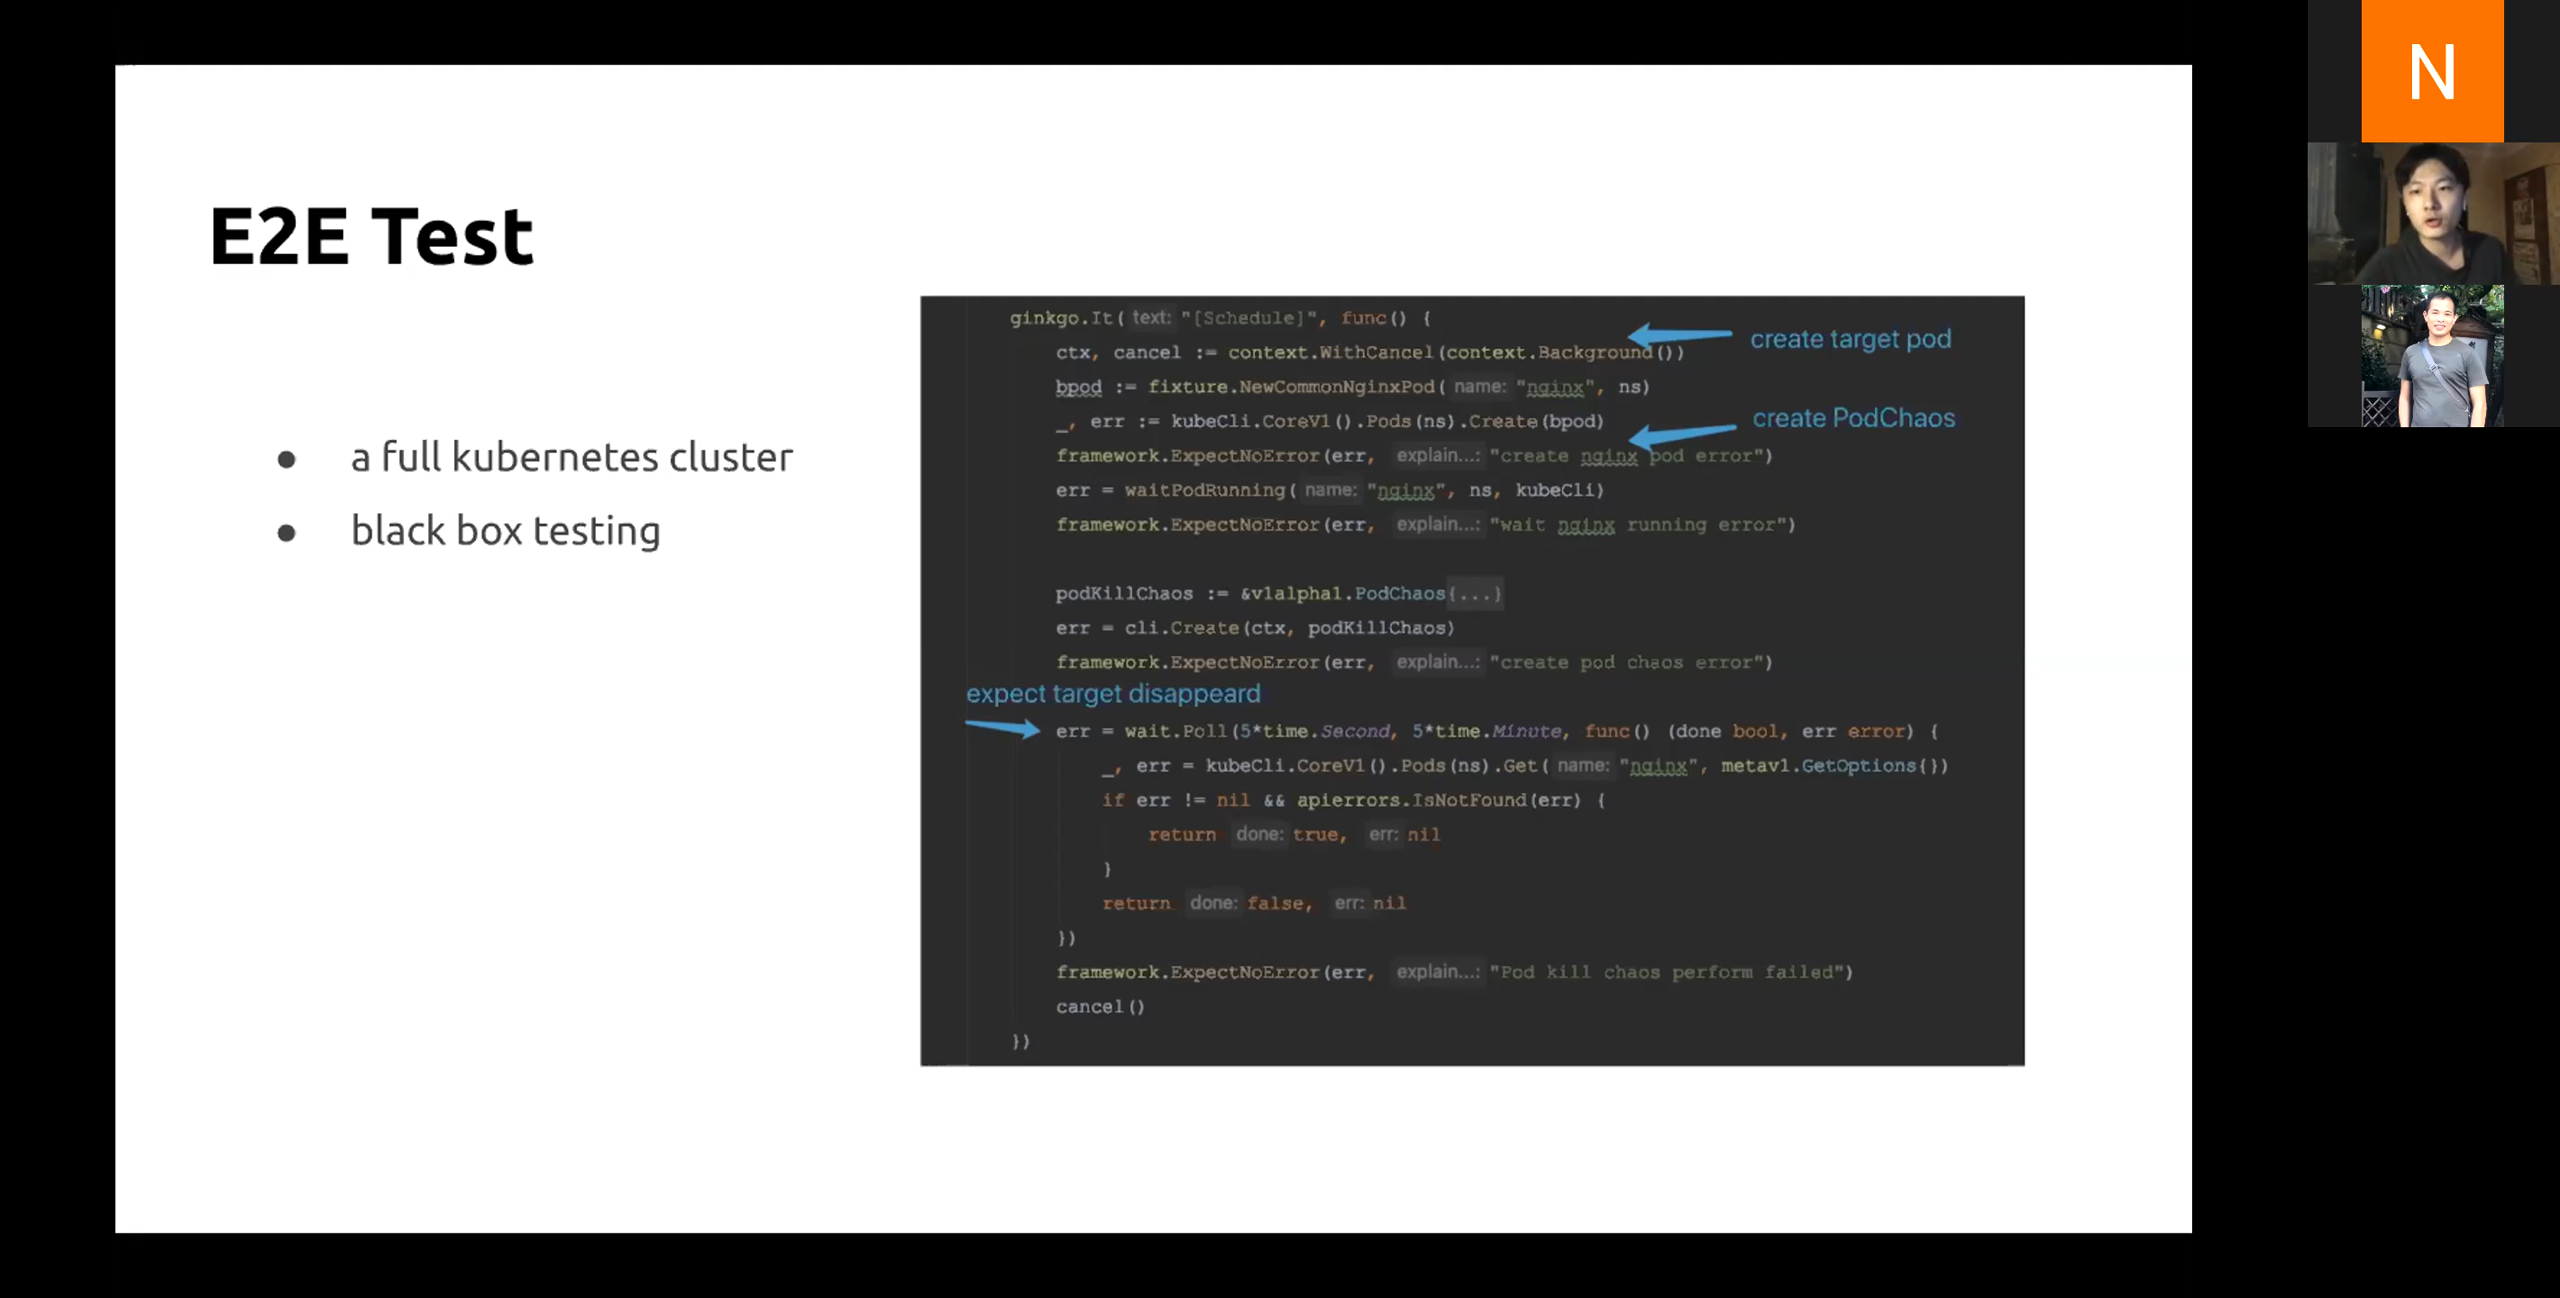 N
E2E Test
● a full kubernetes cluster
● black box testing
ginkgo.It( text: "[Schedule]", func() {
create target pod
ctx, cancel := context.WithCancel(context.Background())
bpod := fixture.NewCommonNginxPod( name: "nginx", ns)
_, err := kubeCli.CoreV1().Pods(ns).Create(bpod)
create PodChaos
framework.ExpectNoError(err, explain...: "create nginx pod error")
err = waitPodRunning( name: "nginx", ns, kubeCli)
framework.ExpectNoError(err, explain...: "wait nginx running error")
podKillChaos := &v1alpha1.PodChaos{...}
err = cli.Create(ctx, podKillChaos)
framework.ExpectNoError(err, explain...: "create pod chaos error")
expect target disappeard
err = wait.Poll(5*time.Second, 5*time.Minute, func() (done bool, err error) {
_, err = kubeCli.CoreV1().Pods(ns).Get( name: "nginx", metav1.GetOptions{})
if err != nil && apierrors.IsNotFound(err) {
return done: true, err: nil
}
return done: false, err: nil
})
framework.ExpectNoError(err, explain...: "Pod kill chaos perform failed")
cancel()
})